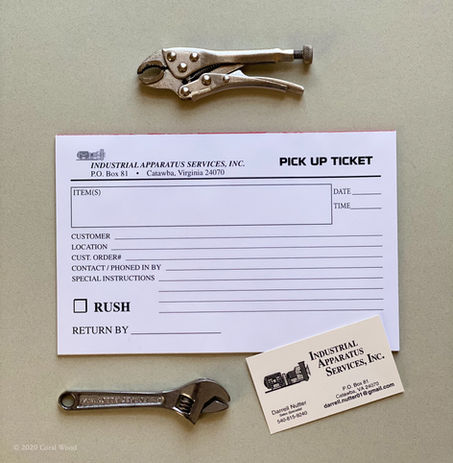 INDUSTRIAL APPARATUS SERVICES, INC.
P.O. Box 81 • Catawba, Virginia 24070
PICK UP TICKET
ITEM(S)
DATE
TIME
CUSTOMER
LOCATION
CUST. ORDER#
CONTACT / PHONED IN BY
SPECIAL INSTRUCTIONS
RUSH
RETURN BY
INDUSTRIAL
APPARATUS
SERVICES, INC.
P.O. Box 81
Catawba, VA 24070
darrell.nutter01@gmail.com
Darrell Nutter
540-815-9240
© 2020 Coral Wood